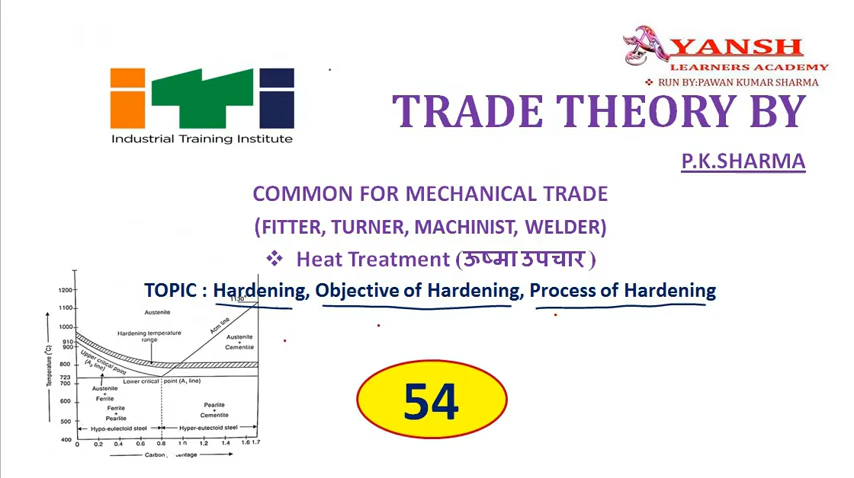 AYANSH
LEARNERS ACADEMY
❖ RUN BY:PAWAN KUMAR SHARMA
iTi
Industrial Training Institute
TRADE THEORY BY
P.K.SHARMA
COMMON FOR MECHANICAL TRADE
(FITTER, TURNER, MACHINIST, WELDER)
❖ Heat Treatment (ऊष्मा उपचार )
TOPIC : Hardening, Objective of Hardening, Process of Hardening
54
Temperature (°C)
1200
1100
1000
910
900
800
723
700
600
500
400
1130°
Austenite
Acm line
Hardening temperature
range
Austenite
+
Cementite
Upper critical point
(A3 line)
Lower critical point (A1 line)
Austenite
+
Ferrite
Ferrite
+
Pearlite
Pearlite
+
Cementite
Hypo-eutectoid steel
Hyper-eutectoid steel
0 0.2 0.4 0.6 0.8 1.0 1.2 1.4 1.6 1.7
Carbon